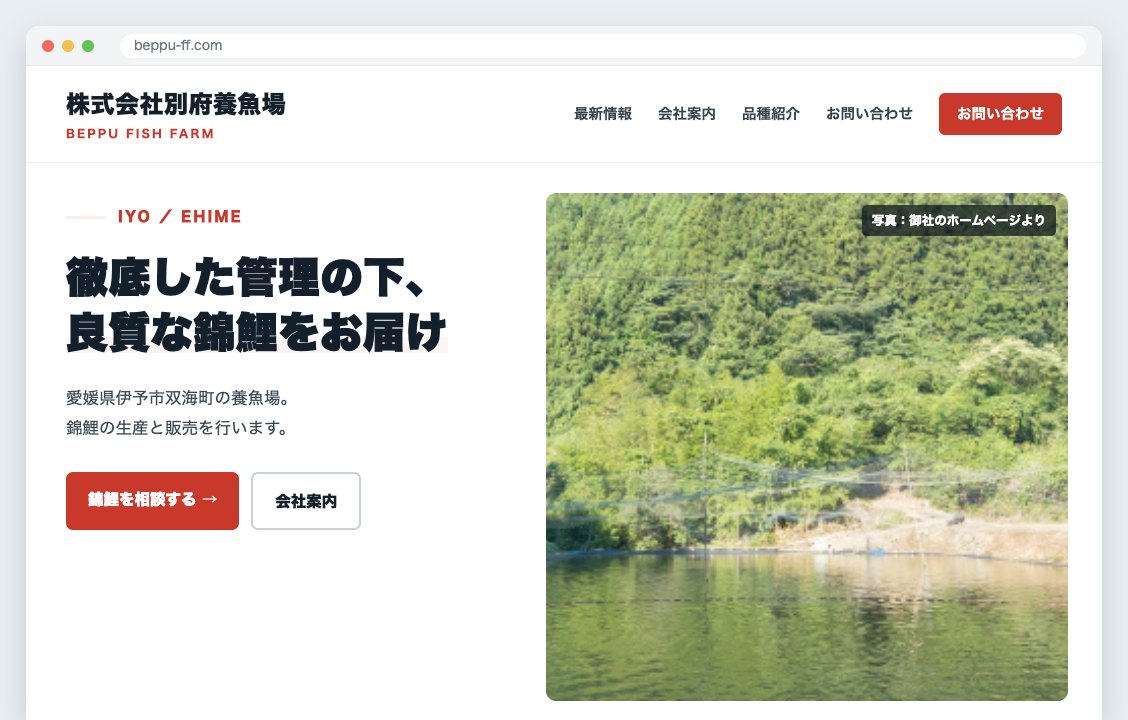 beppu-ff.com
株式会社別府養魚場
BEPPU FISH FARM
最新情報
会社案内
品種紹介
お問い合わせ
お問い合わせ
IYO / EHIME
徹底した管理の下、
良質な錦鯉をお届け
愛媛県伊予市双海町の養魚場。
錦鯉の生産と販売を行います。
錦鯉を相談する →
会社案内
写真：御社のホームページより